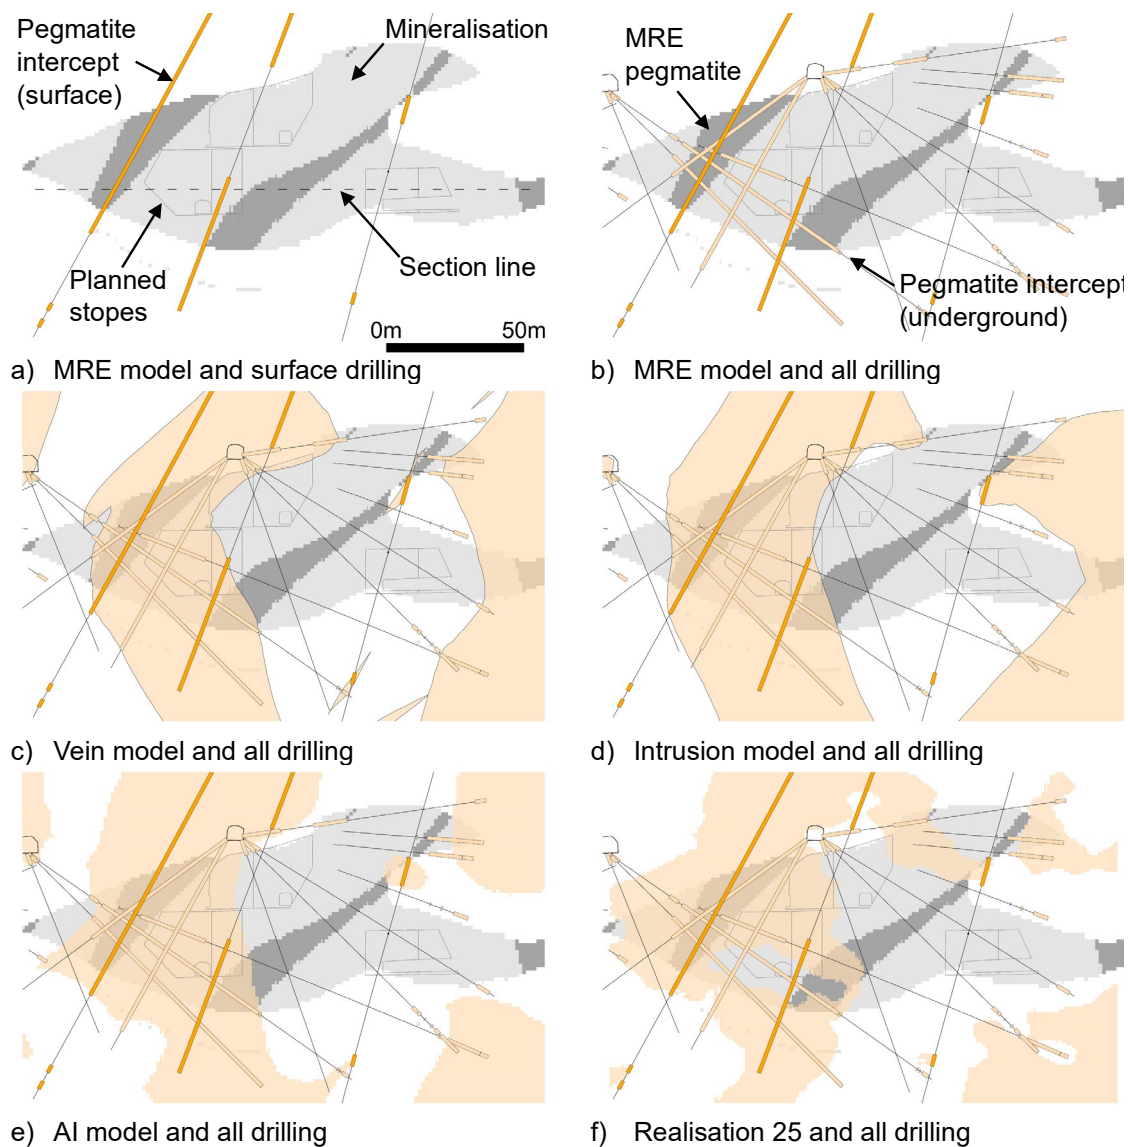 Pegmatite
intercept
(surface)
Mineralisation
Planned
stopes
Section line
0m 50m
a) MRE model and surface drilling
MRE
pegmatite
Pegmatite intercept
(underground)
b) MRE model and all drilling
c) Vein model and all drilling
d) Intrusion model and all drilling
e) AI model and all drilling
f) Realisation 25 and all drilling